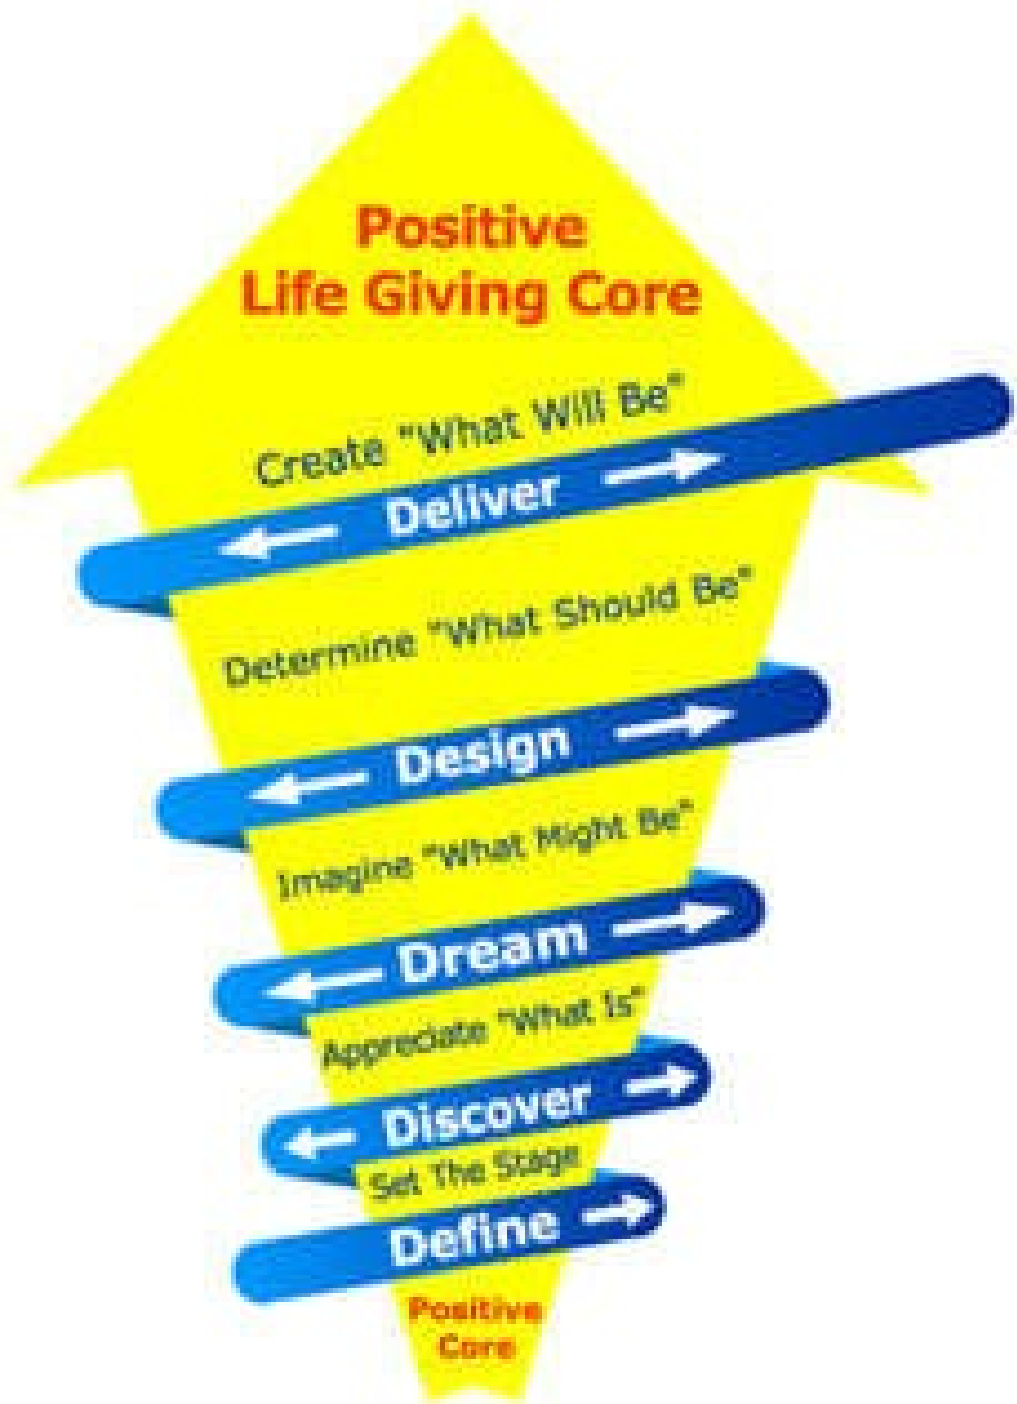 Positive
Life Giving Core
Create "What Will Be"
Deliver
Determine "What Should Be"
Design
Imagine "What Might Be"
Dream
Appreciate "What Is"
Discover
Set The Stage
Define
Positive
Core